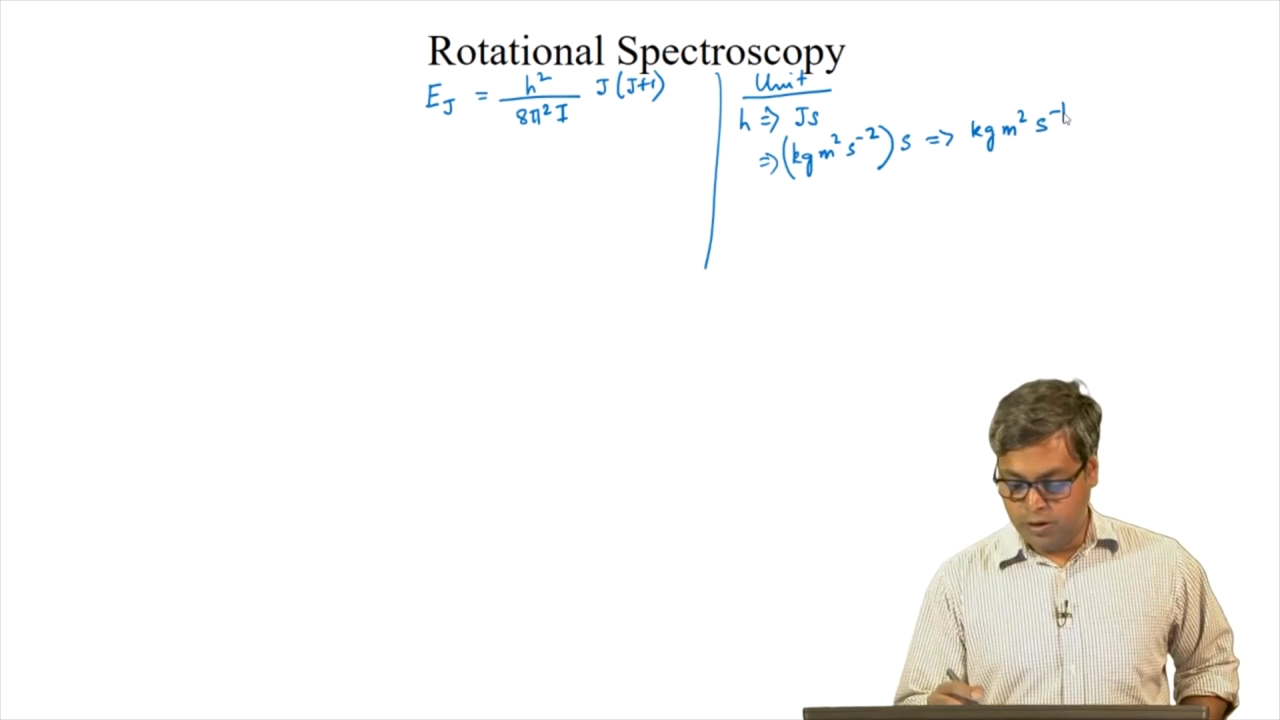 Rotational Spectroscopy
E_J = h²/8π²I J(J+1)
Unit
h ⇒ Js
⇒ (kg m² s⁻²) s ⇒ kg m² s⁻¹